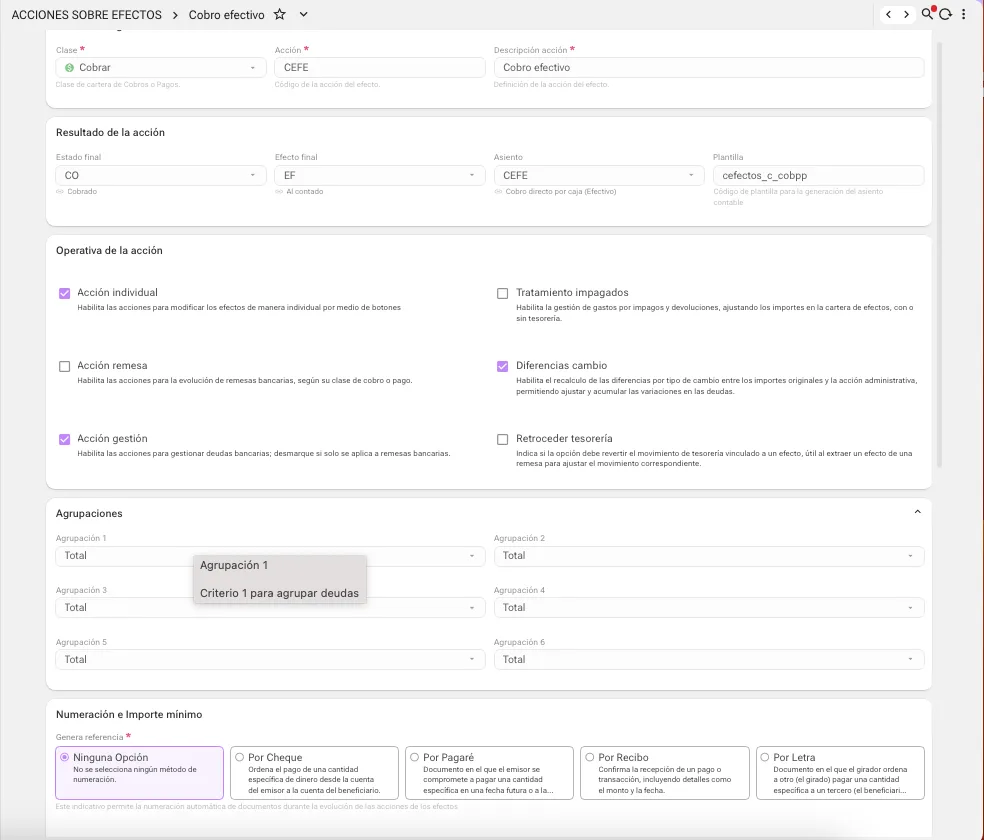 ACCIONES SOBRE EFECTOS > Cobro efectivo
Clase * Acción * Descripción acción *
Cobrar CEFE Cobro efectivo
Clase de cartera de Cobros o Pagos. Código de la acción del efecto. Definición de la acción del efecto.
Resultado de la acción
Estado final Efecto final Asiento Plantilla
CO EF CEFE cefectos_c_cobpp
Cobrado Al contado Cobro directo por caja (Efectivo) Código de plantilla para la generación del asiento
contable
Operativa de la acción
Acción individual
Habilita las acciones para modificar los efectos de manera individual por medio de botones
Tratamiento impagados
Habilita la gestión de gastos por impagos y devoluciones, ajustando los importes en la cartera de efectos, con o
sin tesorería.
Acción remesa
Habilita las acciones para la evolución de remesas bancarias, según su clase de cobro o pago.
Diferencias cambio
Habilita el recalculo de las diferencias por tipo de cambio entre los importes originales y la acción administrativa,
permitiendo ajustar y acumular las variaciones en las deudas.
Acción gestión
Habilita las acciones para gestionar deudas bancarias; desmarque si solo se aplica a remesas bancarias.
Retroceder tesorería
Indica si la opción debe revertir el movimiento de tesorería vinculado a un efecto, útil al extraer un efecto de una
remesa para ajustar el movimiento correspondiente.
Agrupaciones
Agrupación 1 Agrupación 2
Total Total
Agrupación 1
Criterio 1 para agrupar deudas
Agrupación 3 Agrupación 4
Total Total
Agrupación 5 Agrupación 6
Total Total
Numeración e Importe mínimo
Genera referencia *
Ninguna Opción
No se selecciona ningún método de
numeración.
Por Cheque
Ordena el pago de una cantidad
específica de dinero desde la cuenta
del emisor a la cuenta del beneficiario.
Por Pagaré
Documento en el que el emisor se
compromete a pagar una cantidad
específica en una fecha futura o a la...
Por Recibo
Confirma la recepción de un pago o
transacción, incluyendo detalles como
el monto y la fecha.
Por Letra
Documento en el que el girador ordena
a otro (el girado) pagar una cantidad
específica a un tercero (el beneficiari...
Este indicativo permite la numeración automática de documentos durante la evolución de las acciones de los efectos